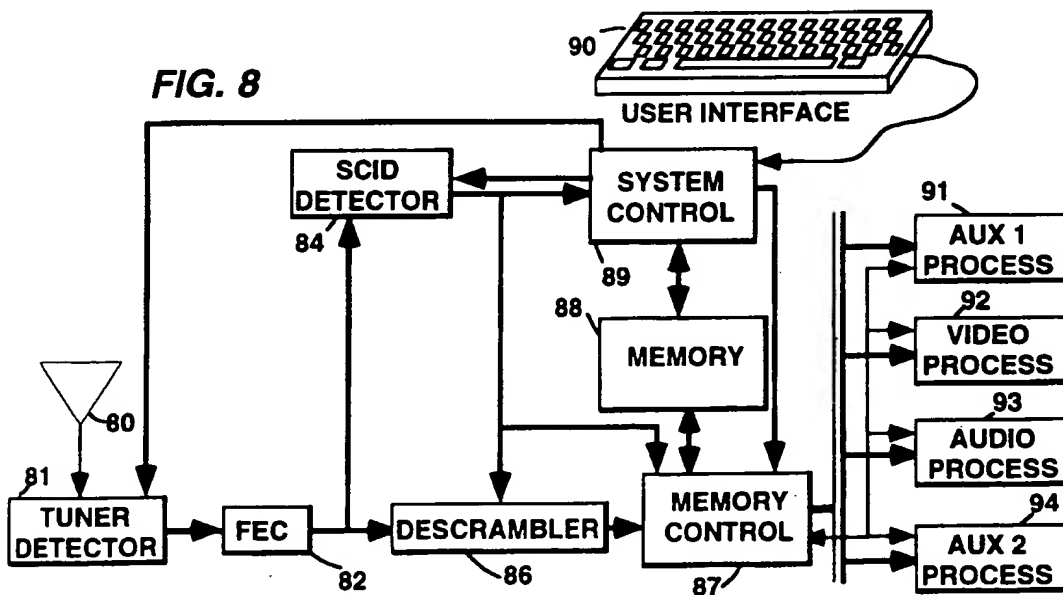 90
FIG. 8
USER INTERFACE
SCID
DETECTOR
84
SYSTEM
CONTROL
89
91
AUX 1
PROCESS
92
VIDEO
PROCESS
88
MEMORY
80
93
AUDIO
PROCESS
81
TUNER
DETECTOR
FEC
82
DESCRAMBLER
86
MEMORY
CONTROL
87
94
AUX 2
PROCESS